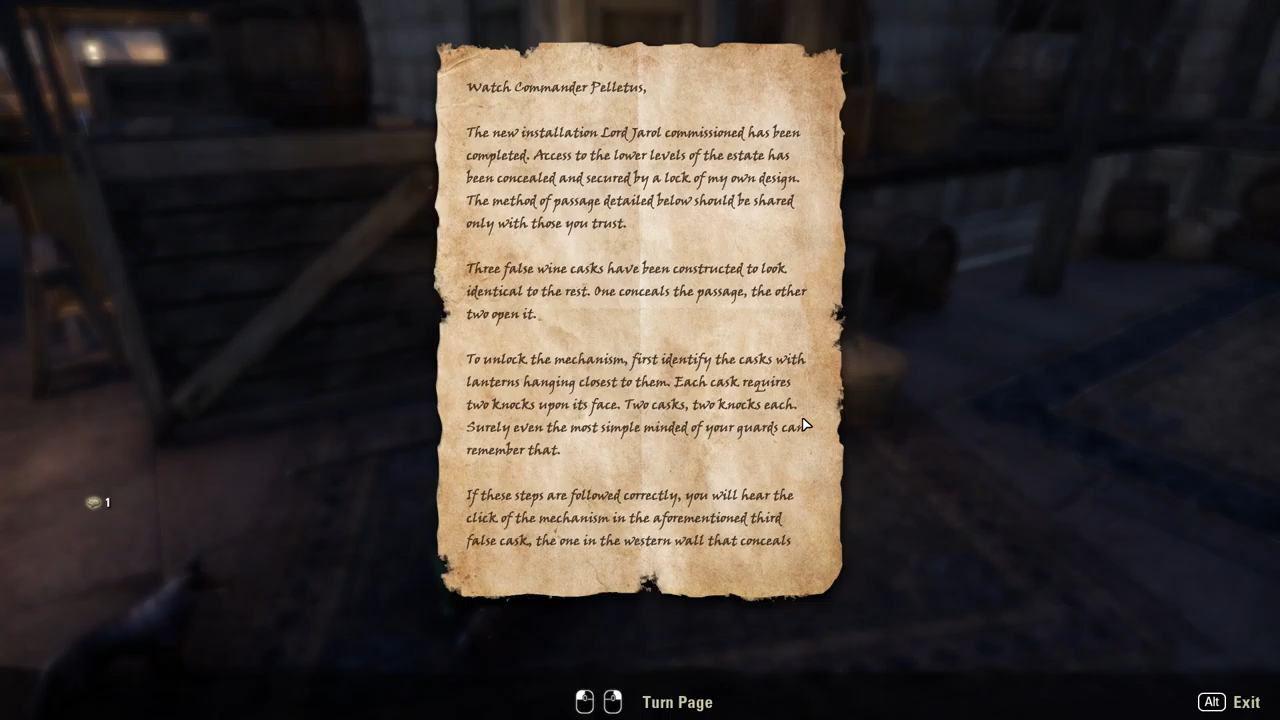 Watch Commander Pelletus,
The new installation Lord Jarol commissioned has been
completed. Access to the lower levels of the estate has
been concealed and secured by a lock of my own design.
The method of passage detailed below should be shared
only with those you trust.
Three false wine casks have been constructed to look
identical to the rest. One conceals the passage, the other
two open it.
To unlock the mechanism, first identify the casks with
lanterns hanging closest to them. Each cask requires
two knocks upon its face. Two casks, two knocks each.
Surely even the most simple minded of your guards can
remember that.
If these steps are followed correctly, you will hear the
click of the mechanism in the aforementioned third
false cask, the one in the western wall that conceals
1
Turn Page
Alt Exit